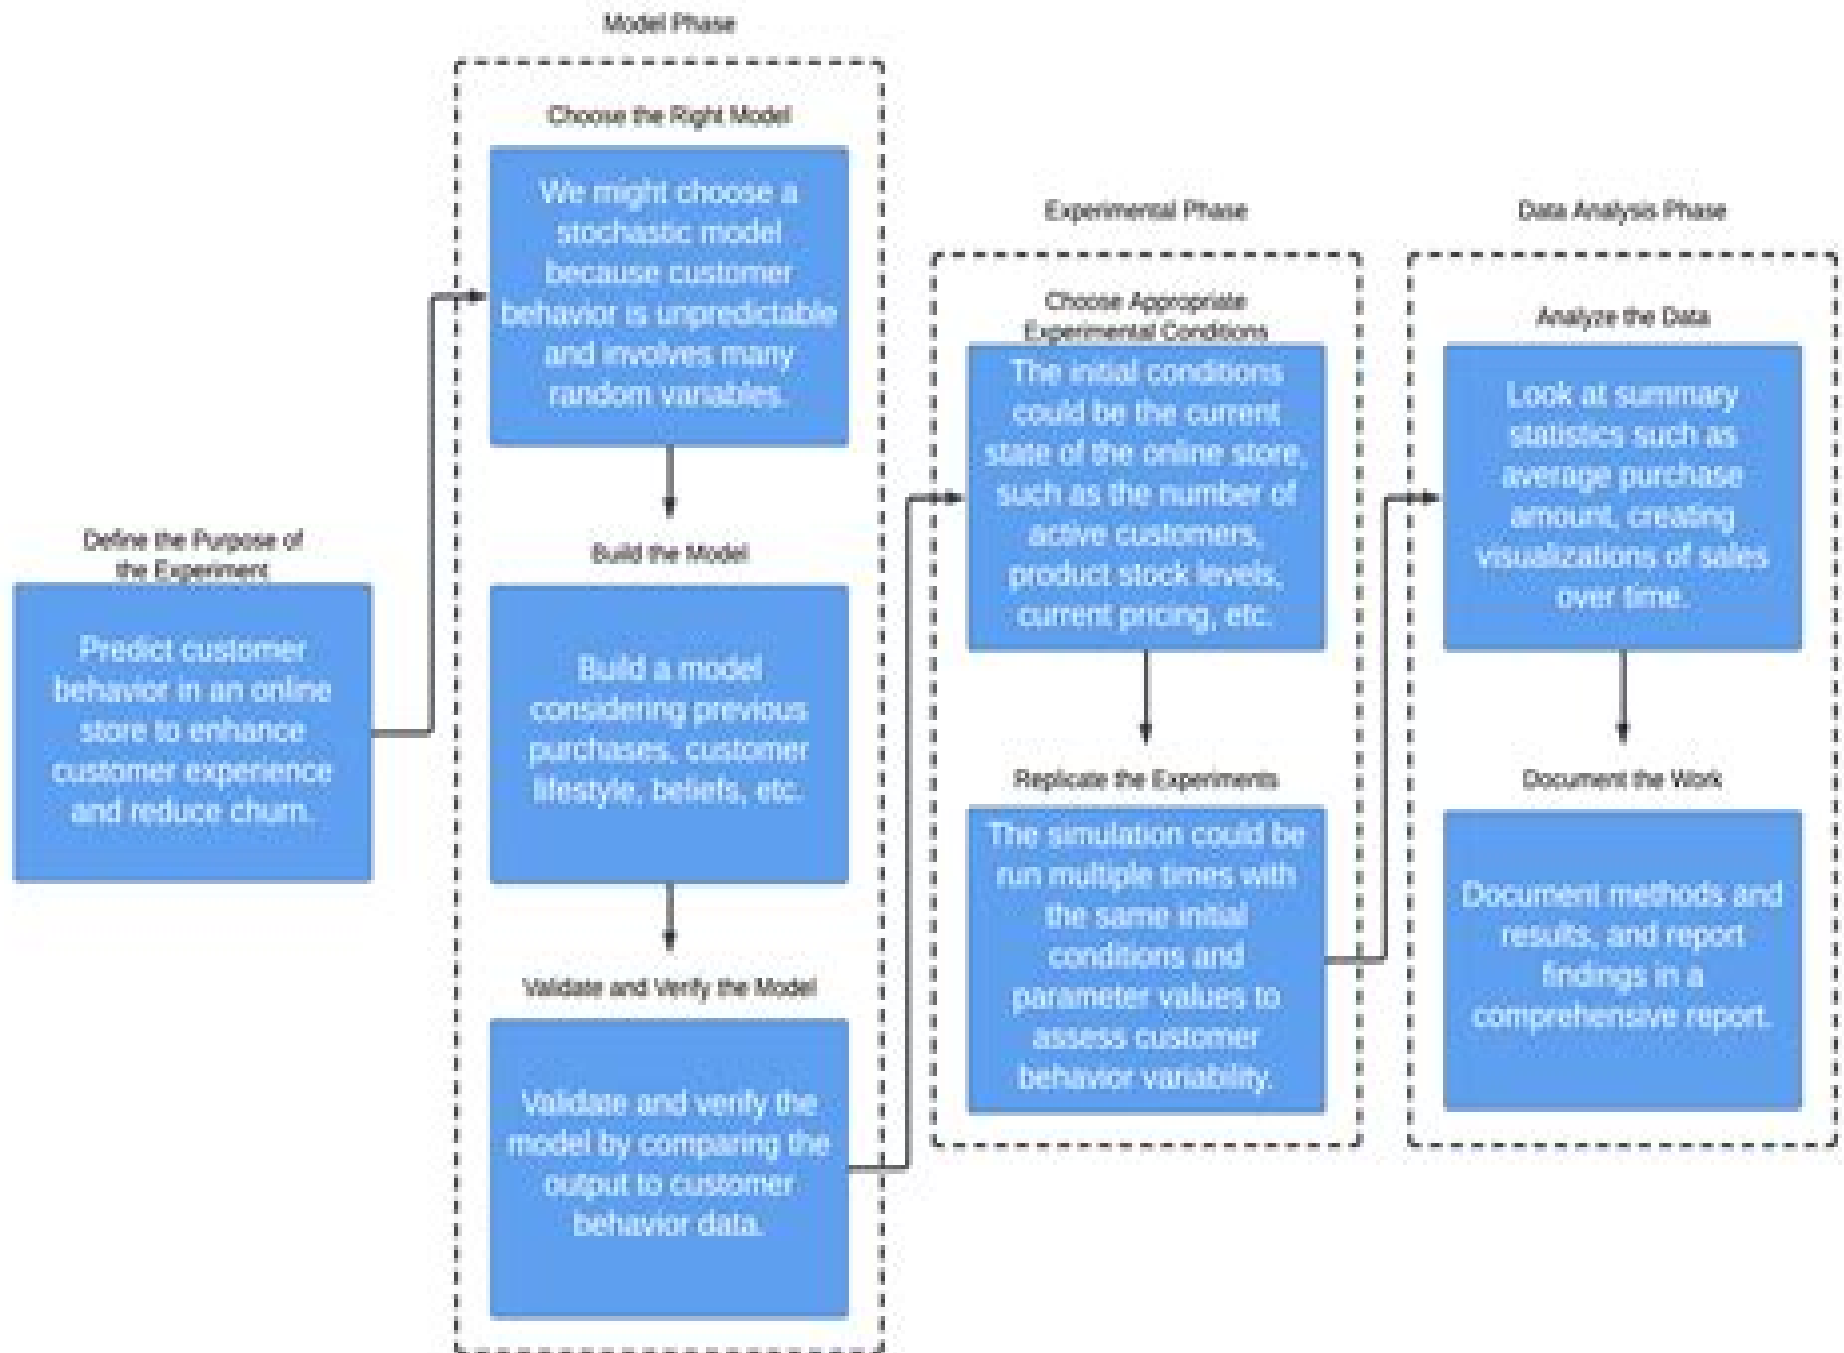 Define the Purpose of
the Experiment
Predict customer
behavior in an online
store to enhance
customer experience
and reduce churn.
Model Phase
Choose the Right Model
We might choose a
stochastic model
because customer
behavior is unpredictable
and involves many
random variables.
Build the Model
Build a model
considering previous
purchases, customer
lifestyle, beliefs, etc.
Validate and Verify the Model
Validate and verify the
model by comparing the
output to customer
behavior data.
Experimental Phase
Choose Appropriate
Experimental Conditions
The initial conditions
could be the current
state of the online store,
such as the number of
active customers,
product stock levels,
current pricing, etc.
Replicate the Experiments
The simulation could be
run multiple times with
the same initial
conditions and
parameter values to
assess customer
behavior variability.
Data Analysis Phase
Analyze the Data
Look at summary
statistics such as
average purchase
amount, creating
visualizations of sales
over time.
Document the Work
Document methods and
results, and report
findings in a
comprehensive report.